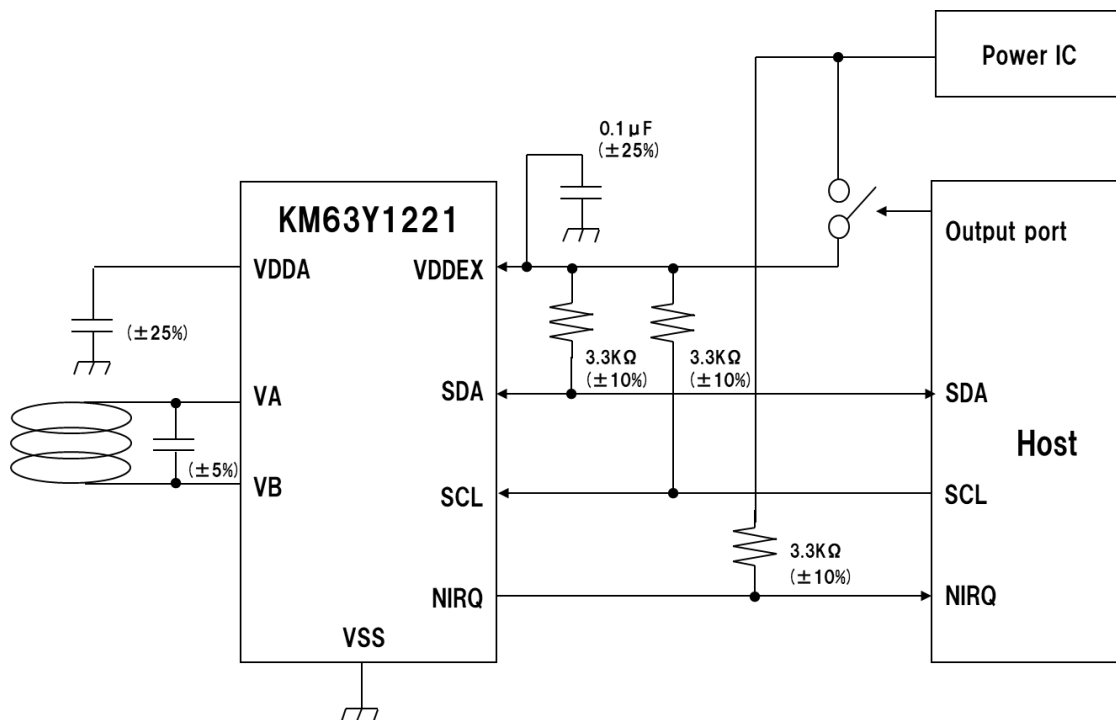 Power IC
0.1μF
(±25%)
KM63Y1221
Output port
VDDA
VDDEX
(±25%)
3.3KΩ
(±10%)
3.3KΩ
(±10%)
VA
SDA
SDA
Host
(±5%)
VB
SCL
SCL
3.3KΩ
(±10%)
NIRQ
NIRQ
VSS